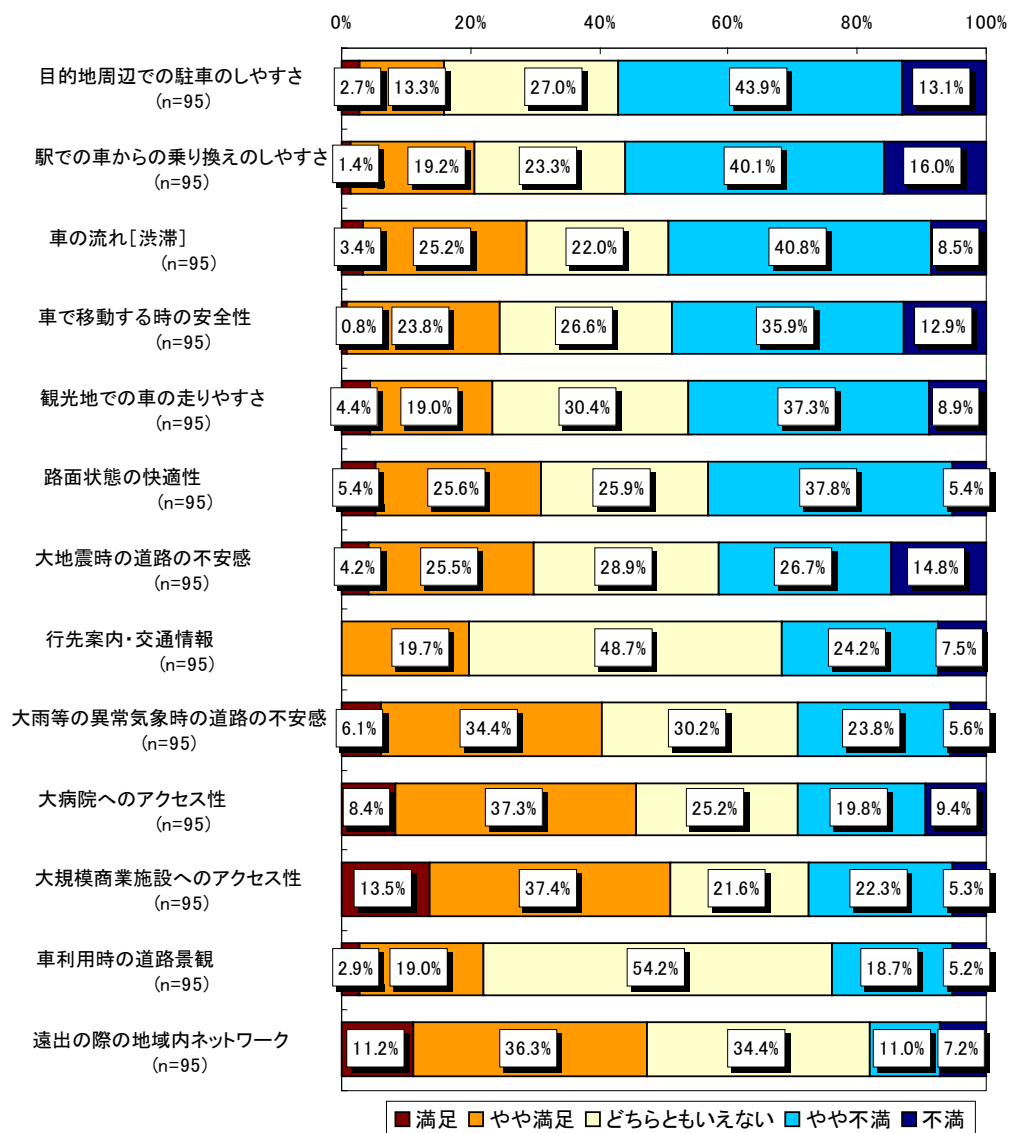 0% 20% 40% 60% 80% 100%
目的地周辺での駐車のしやすさ
(n=95)
2.7% 13.3% 27.0% 43.9% 13.1%
駅での車からの乗り換えのしやすさ
(n=95)
1.4% 19.2% 23.3% 40.1% 16.0%
車の流れ[渋滞]
(n=95)
3.4% 25.2% 22.0% 40.8% 8.5%
車で移動する時の安全性
(n=95)
0.8% 23.8% 26.6% 35.9% 12.9%
観光地での車の走りやすさ
(n=95)
4.4% 19.0% 30.4% 37.3% 8.9%
路面状態の快適性
(n=95)
5.4% 25.6% 25.9% 37.8% 5.4%
大地震時の道路の不安感
(n=95)
4.2% 25.5% 28.9% 26.7% 14.8%
行先案内・交通情報
(n=95)
19.7% 48.7% 24.2% 7.5%
大雨等の異常気象時の道路の不安感
(n=95)
6.1% 34.4% 30.2% 23.8% 5.6%
大病院へのアクセス性
(n=95)
8.4% 37.3% 25.2% 19.8% 9.4%
大規模商業施設へのアクセス性
(n=95)
13.5% 37.4% 21.6% 22.3% 5.3%
車利用時の道路景観
(n=95)
2.9% 19.0% 54.2% 18.7% 5.2%
遠出の際の地域内ネットワーク
(n=95)
11.2% 36.3% 34.4% 11.0% 7.2%
満足 やや満足 どちらともいえない やや不満 不満